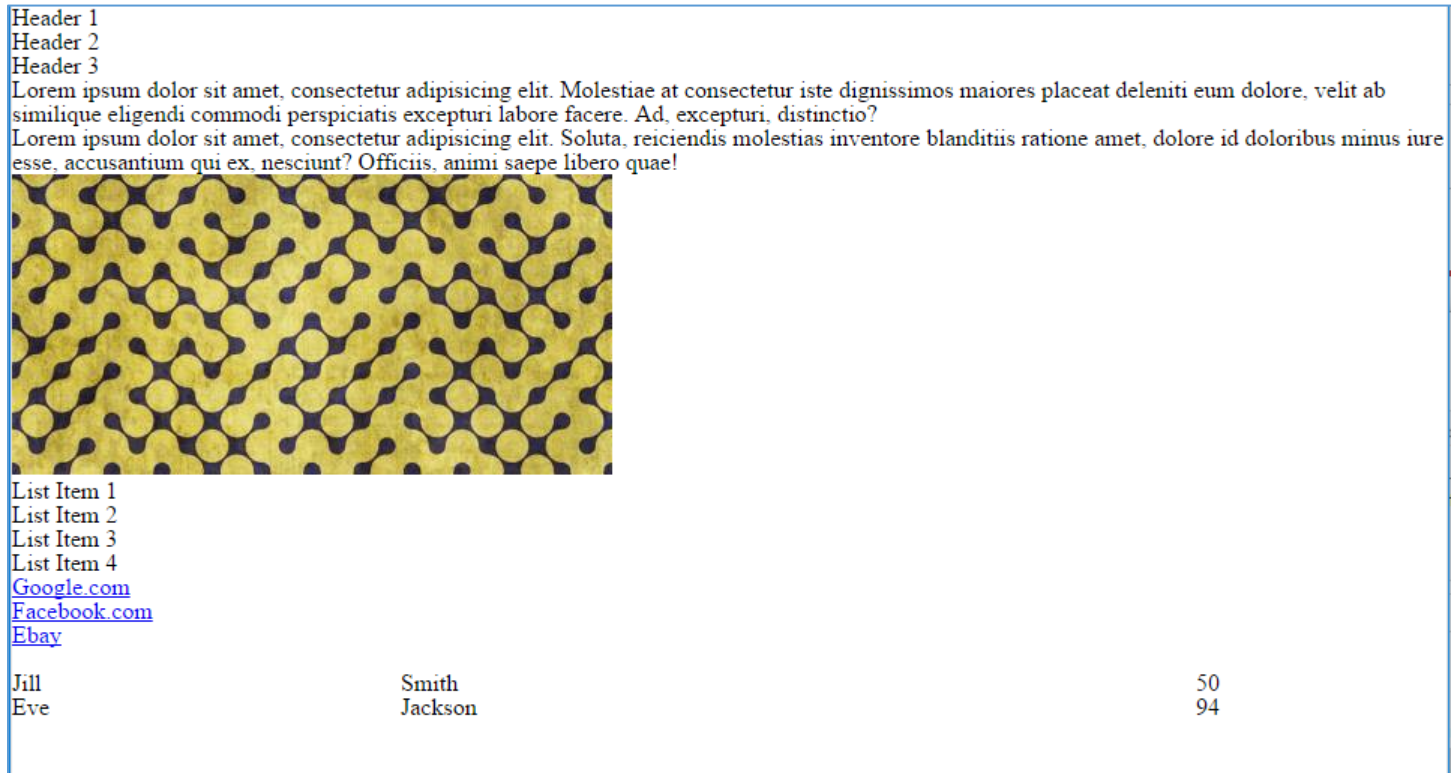 Header 1
Header 2
Header 3
Lorem ipsum dolor sit amet, consectetur adipisicing elit. Molestiae at consectetur iste dignissimos maiores placeat deleniti eum dolore, velit ab
similique eligendi commodi perspiciatis excepturi labore facere. Ad, excepturi, distinctio?
Lorem ipsum dolor sit amet, consectetur adipisicing elit. Soluta, reiciendis molestias inventore blanditiis ratione amet, dolore id doloribus minus iure
esse, accusantium qui ex, nesciunt? Officiis, animi saepe libero quae!
List Item 1
List Item 2
List Item 3
List Item 4
Google.com
Facebook.com
Ebay
Jill Smith 50
Eve Jackson 94